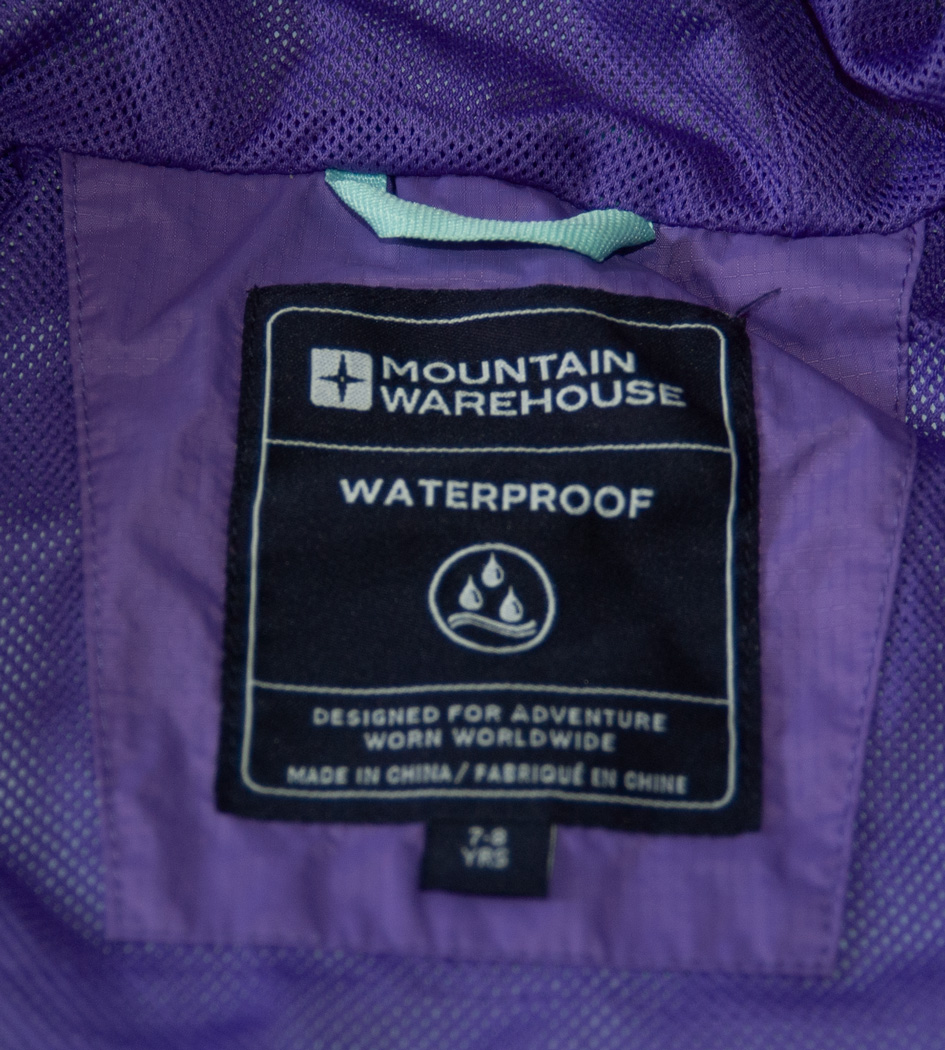 MOUNTAIN
WAREHOUSE
WATERPROOF
DESIGNED FOR ADVENTURE
WORN WORLDWIDE
MADE IN CHINA / FABRIQUÉ EN CHINE
7-8
YRS